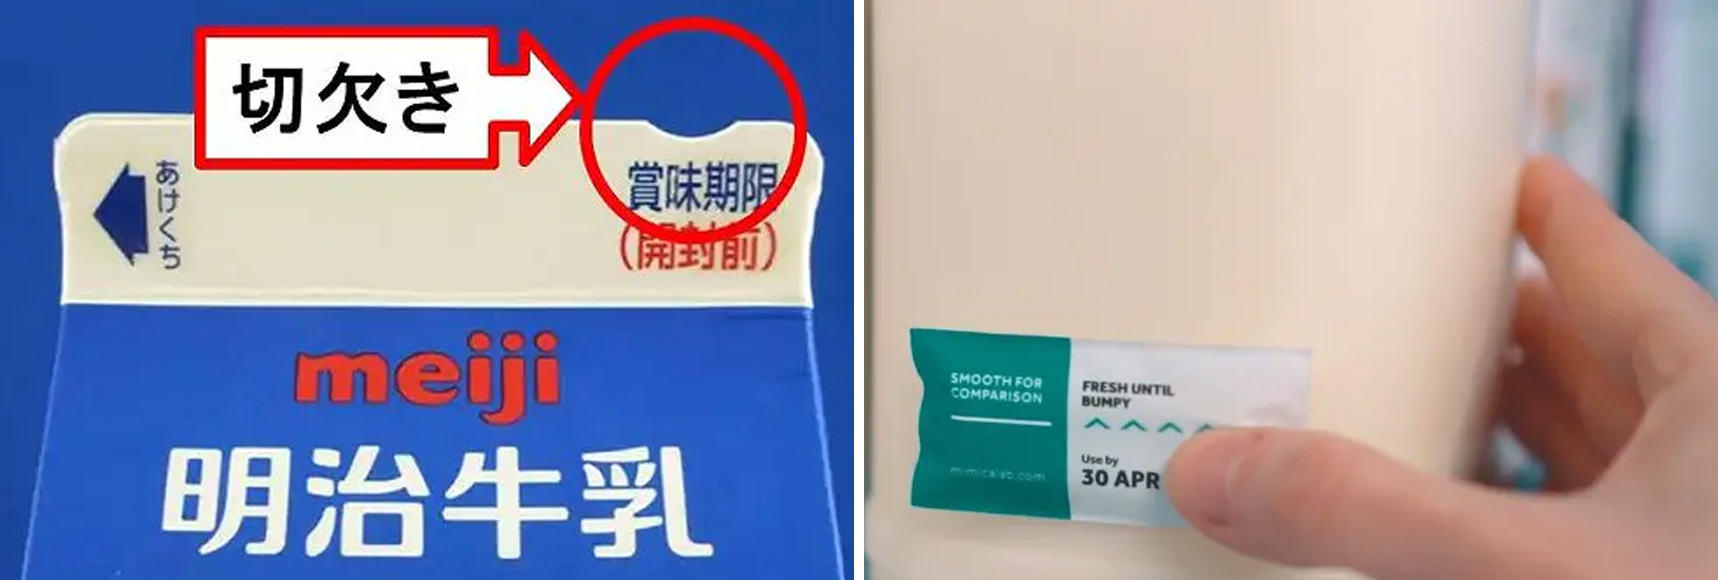 切欠き
あけくち
賞味期限
(開封前)
meiji
明治牛乳
SMOOTH FOR
COMPARISON
mimicalab.com
FRESH UNTIL
BUMPY
Use by
30 APR